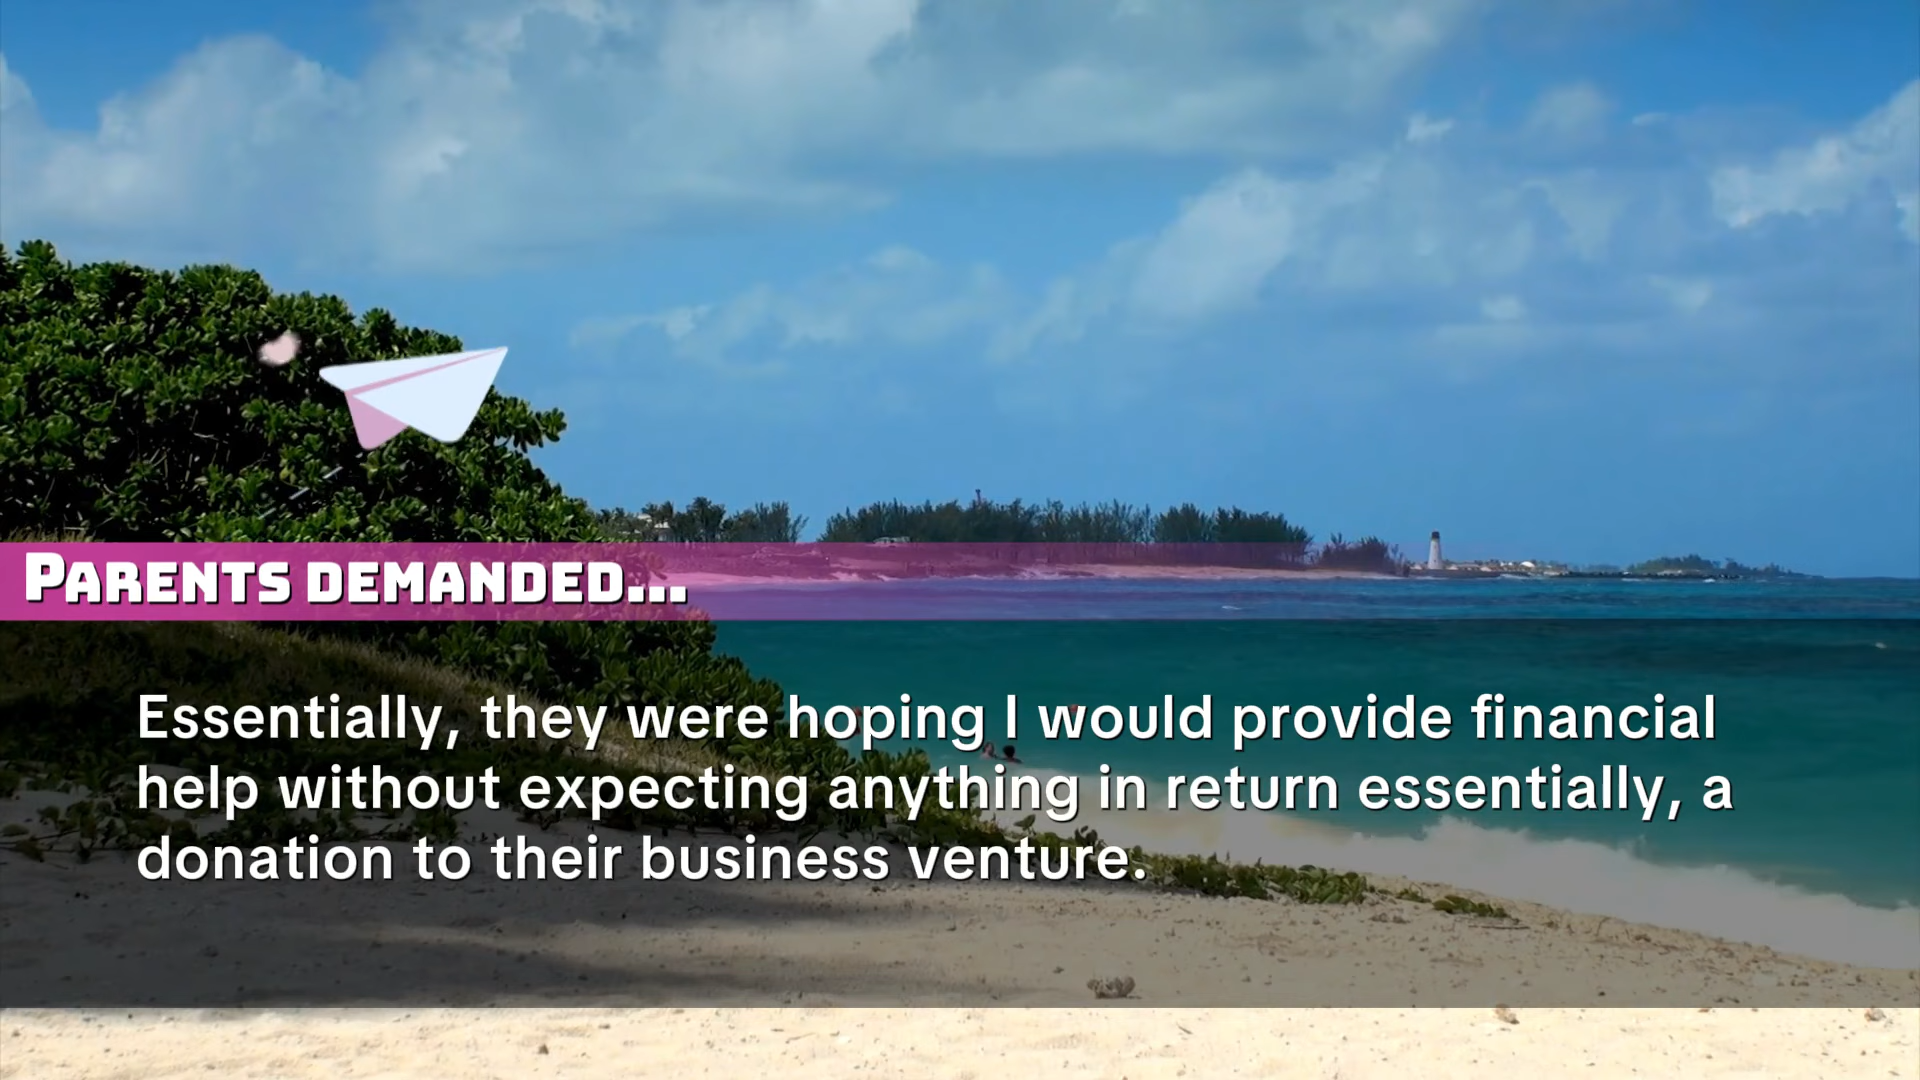 Parents demanded...
Essentially, they were hoping I would provide financial
help without expecting anything in return essentially, a
donation to their business venture.